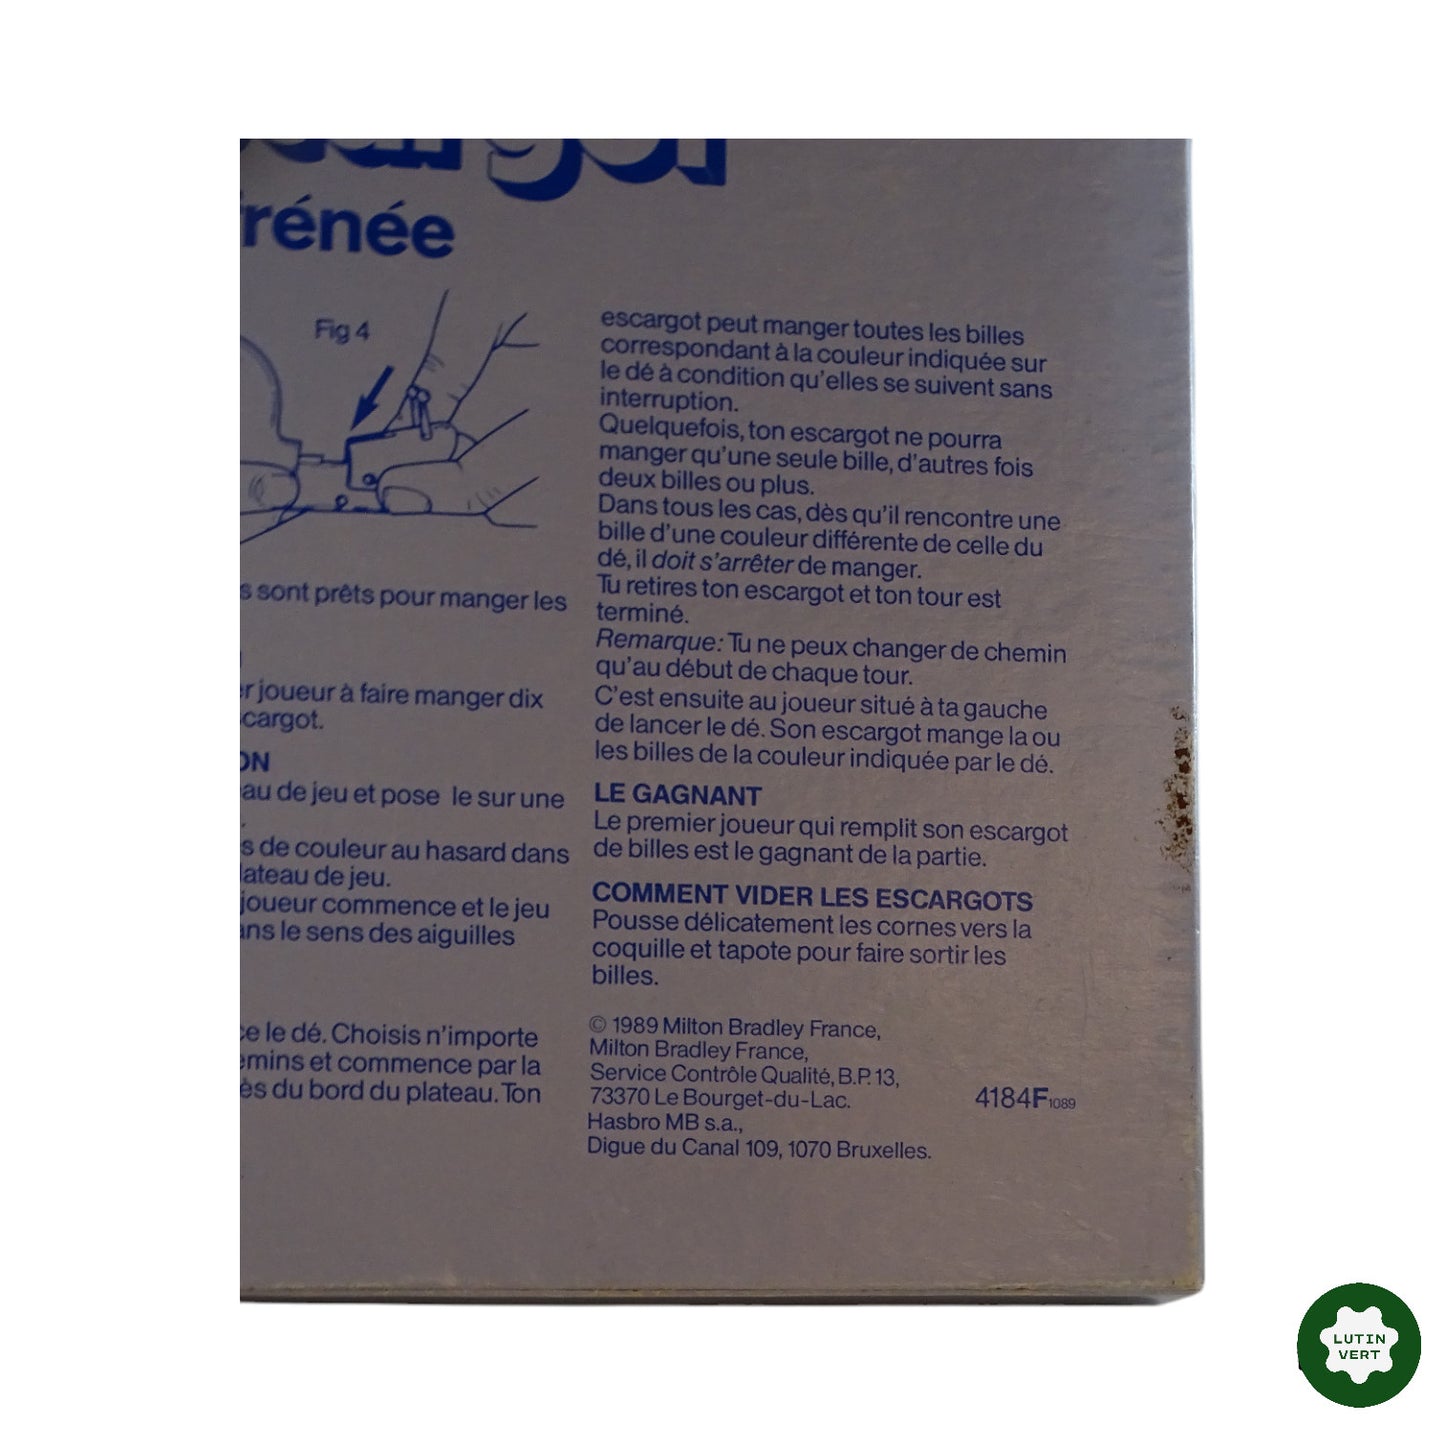 escargot
frénée
Fig 4
s sont prêts pour manger les
er joueur à faire manger dix
cargot.
ON
au de jeu et pose le sur une
s de couleur au hasard dans
lateau de jeu.
joueur commence et le jeu
ans le sens des aiguilles
ce le dé. Choisis n'importe
emins et commence par la
ès du bord du plateau. Ton
escargot peut manger toutes les billes
correspondant à la couleur indiquée sur
le dé à condition qu'elles se suivent sans
interruption.
Quelquefois, ton escargot ne pourra
manger qu'une seule bille, d'autres fois
deux billes ou plus.
Dans tous les cas, dès qu'il rencontre une
bille d'une couleur différente de celle du
dé, il doit s'arrêter de manger.
Tu retires ton escargot et ton tour est
terminé.
Remarque: Tu ne peux changer de chemin
qu'au début de chaque tour.
C'est ensuite au joueur situé à ta gauche
de lancer le dé. Son escargot mange la ou
les billes de la couleur indiquée par le dé.
LE GAGNANT
Le premier joueur qui remplit son escargot
de billes est le gagnant de la partie.
COMMENT VIDER LES ESCARGOTS
Pousse délicatement les cornes vers la
coquille et tapote pour faire sortir les
billes.
© 1989 Milton Bradley France,
Milton Bradley France,
Service Contrôle Qualité, B.P. 13,
73370 Le Bourget-du-Lac.
Hasbro MB s.a.,
Digue du Canal 109, 1070 Bruxelles.
4184F1089
LUTIN
VERT